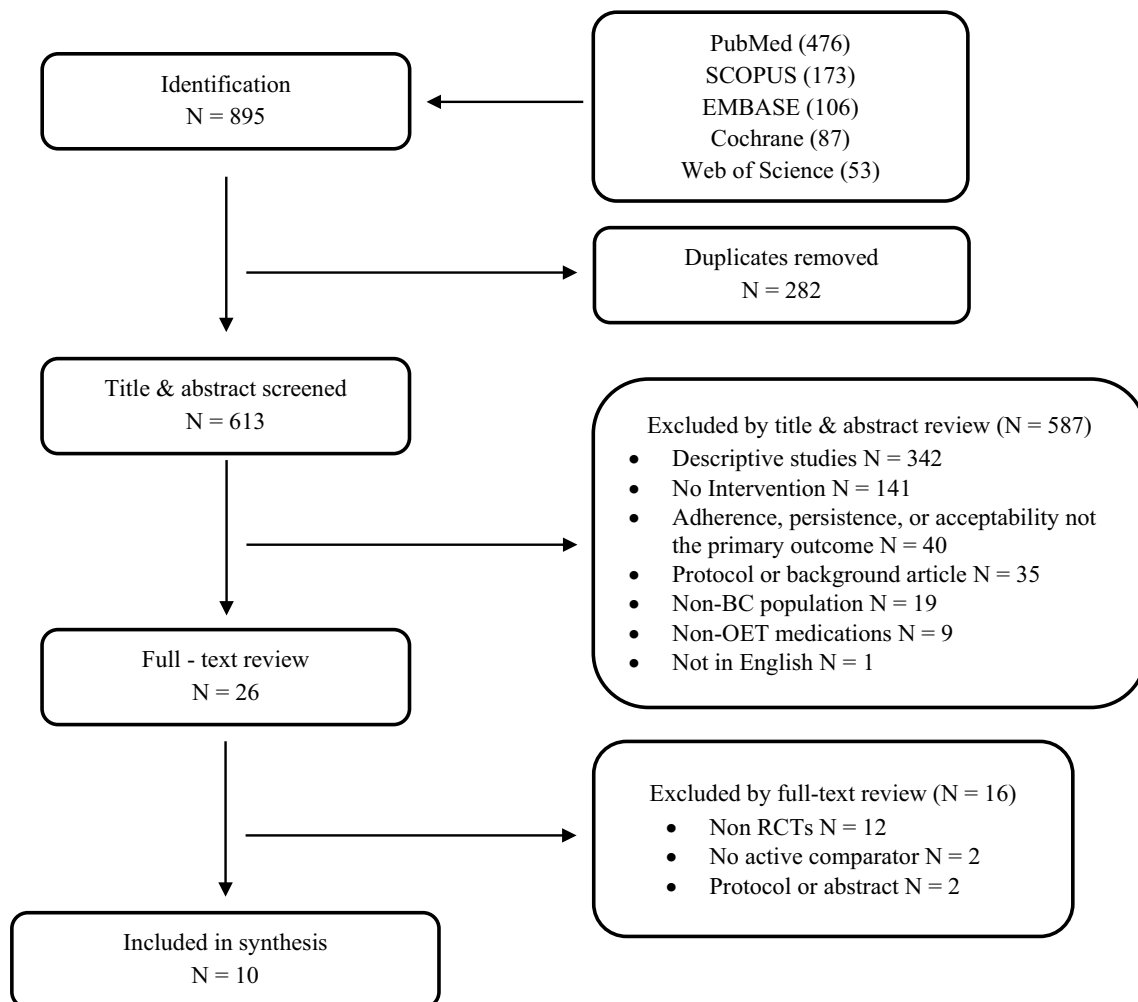 Identification
N = 895
PubMed (476)
SCOPUS (173)
EMBASE (106)
Cochrane (87)
Web of Science (53)
Duplicates removed
N = 282
Title & abstract screened
N = 613
Excluded by title & abstract review (N = 587)
• Descriptive studies N = 342
• No Intervention N = 141
• Adherence, persistence, or acceptability not
the primary outcome N = 40
• Protocol or background article N = 35
• Non-BC population N = 19
• Non-OET medications N = 9
• Not in English N = 1
Full - text review
N = 26
Excluded by full-text review (N = 16)
• Non RCTs N = 12
• No active comparator N = 2
• Protocol or abstract N = 2
Included in synthesis
N = 10